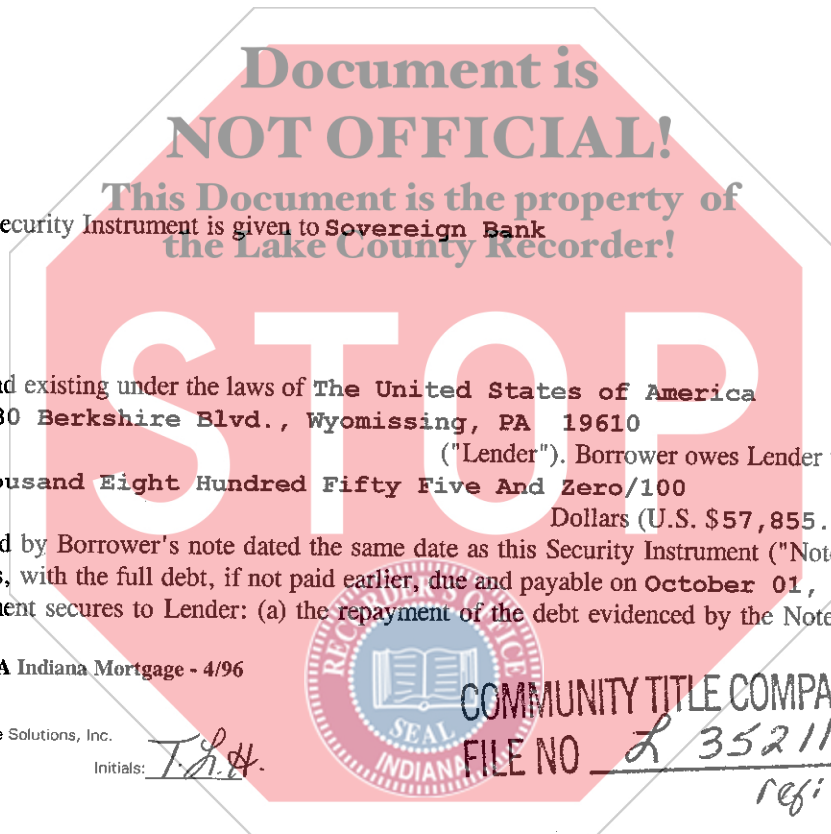 Document is
NOT OFFICIAL!
This Document is the property of
the Lake County Recorder!
STOP
ecurity Instrument is given to Sovereign Bank
d existing under the laws of The United States of America
30 Berkshire Blvd., Wyomissing, PA 19610
("Lender"). Borrower owes Lender
ousand Eight Hundred Fifty Five And Zero/100
Dollars (U.S. $57,855.
d by Borrower's note dated the same date as this Security Instrument ("Not
s, with the full debt, if not paid earlier, due and payable on October 01,
ent secures to Lender: (a) the repayment of the debt evidenced by the Note
A Indiana Mortgage - 4/96
e Solutions, Inc.
Initials: T.L.H.
RECORDER'S OFFICE
SEAL
INDIANA
COMMUNITY TITLE COMPA
FILE NO L 3521
refi